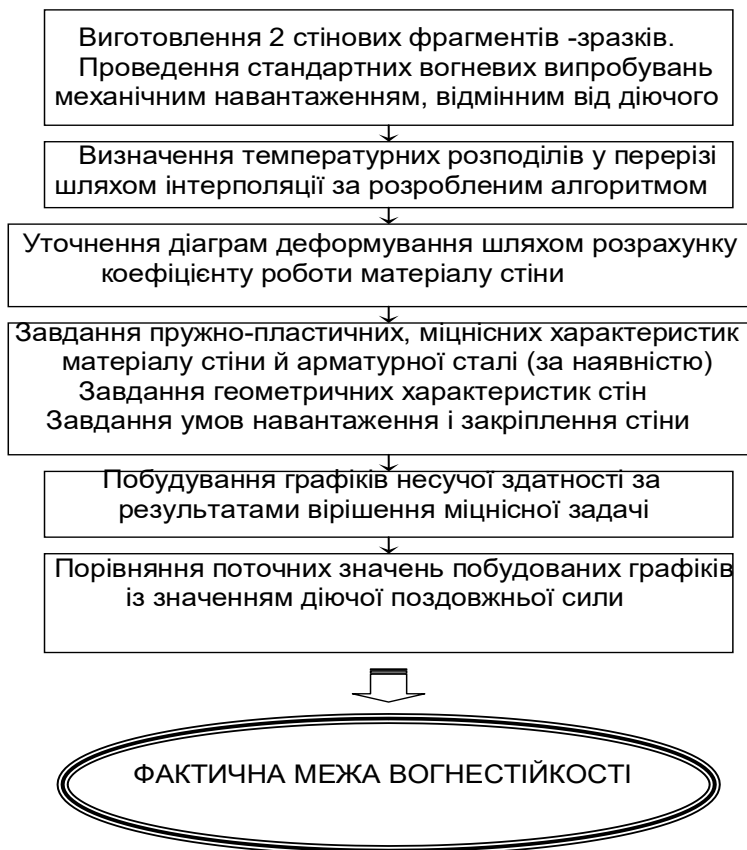 Виготовлення 2 стінових фрагментів -зразків.
Проведення стандартних вогневих випробувань
механічним навантаженням, відмінним від діючого
Визначення температурних розподілів у перерізі
шляхом інтерполяції за розробленим алгоритмом
Уточнення діаграм деформування шляхом розрахунку
коефіцієнту роботи матеріалу стіни
Завдання пружно-пластичних, міцнісних характеристик
матеріалу стіни й арматурної сталі (за наявністю)
Завдання геометричних характеристик стін
Завдання умов навантаження і закріплення стіни
Побудування графіків несучої здатності за
результатами вірішення міцнісної задачі
Порівняння поточних значень побудованих графіків
із значенням діючої поздовжньої сили
ФАКТИЧНА МЕЖА ВОГНЕСТІЙКОСТІ